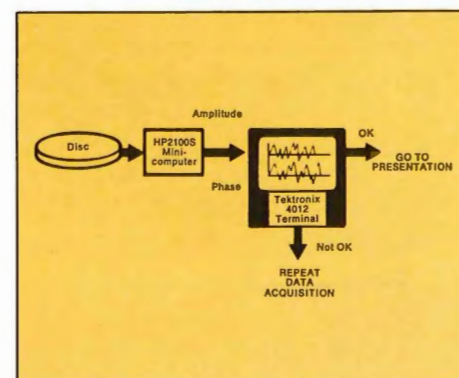 Amplitude
Disc
HP2100S
Mini-
computer
Phase
Tektronix
4012
Terminal
OK
GO TO
PRESENTATION
Not OK
REPEAT
DATA
ACQUISITION